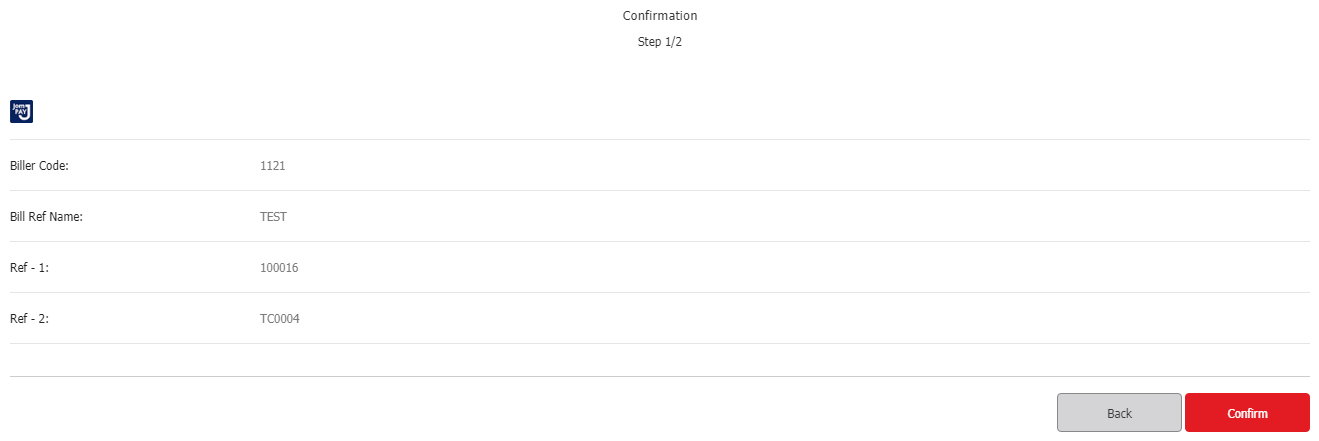 Confirmation
Step 1/2
Jom
PAY
Biller Code: 1121
Bill Ref Name: TEST
Ref - 1: 100016
Ref - 2: TC0004
Back Confirm